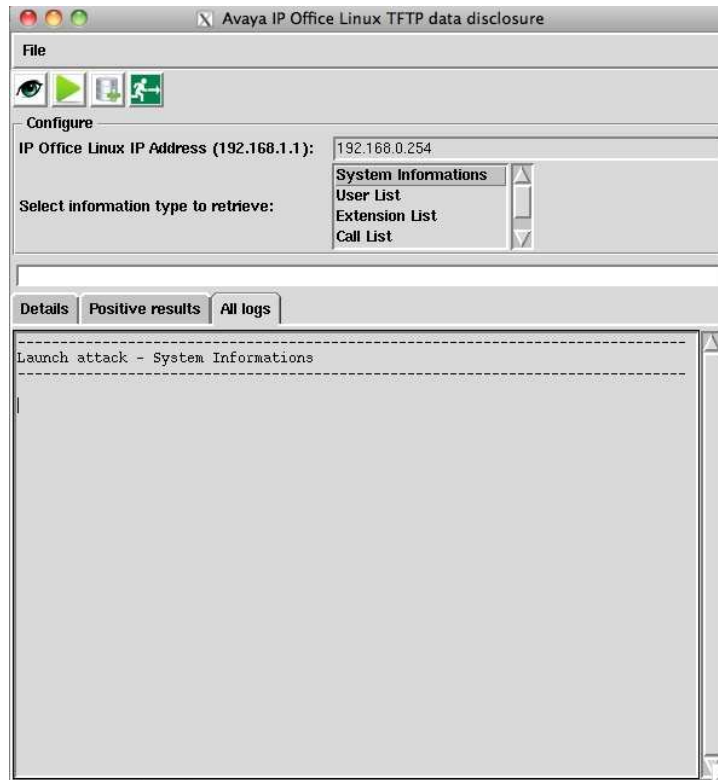 Avaya IP Office Linux TFTP data disclosure
File
Configure
IP Office Linux IP Address (192.168.1.1):
192.168.0.254
Select information type to retrieve:
System Informations
User List
Extension List
Call List
Details
Positive results
All logs
--------------------------------------------------------------------------------
Launch attack - System Informations
--------------------------------------------------------------------------------